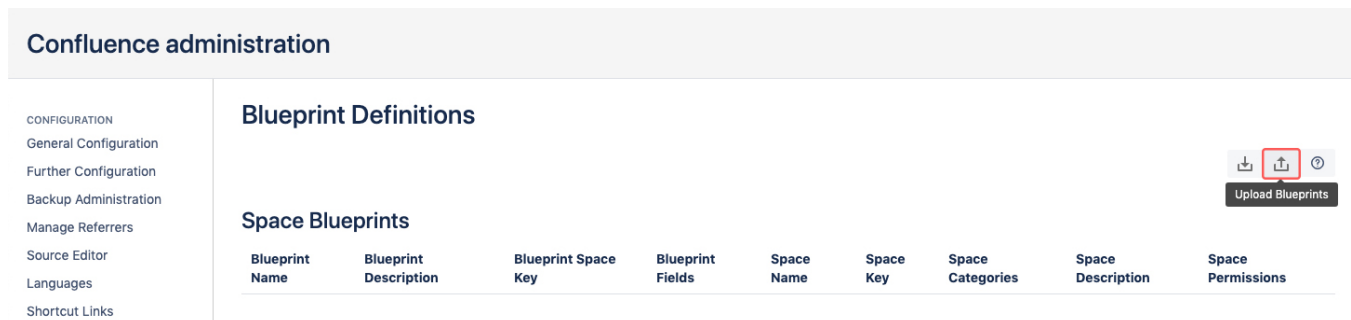 Confluence administration
CONFIGURATION
General Configuration
Further Configuration
Backup Administration
Manage Referrers
Source Editor
Languages
Shortcut Links
Blueprint Definitions
Upload Blueprints
Space Blueprints
Blueprint Name
Blueprint Description
Blueprint Space Key
Blueprint Fields
Space Name
Space Key
Space Categories
Space Description
Space Permissions